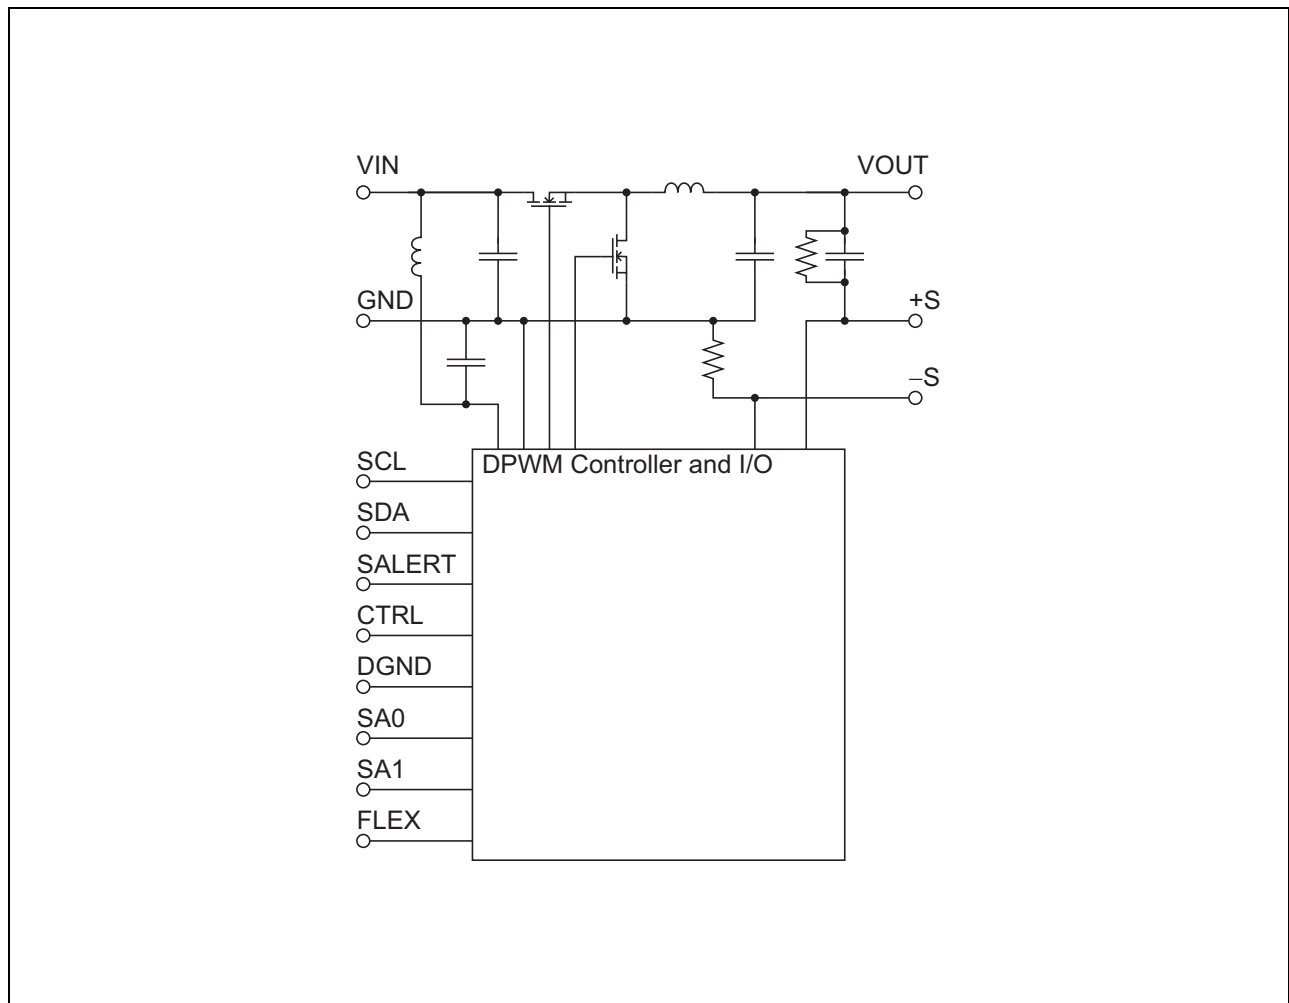 VIN
VOUT
GND
+S
–S
DPWM Controller and I/O
SCL
SDA
SALERT
CTRL
DGND
SA0
SA1
FLEX